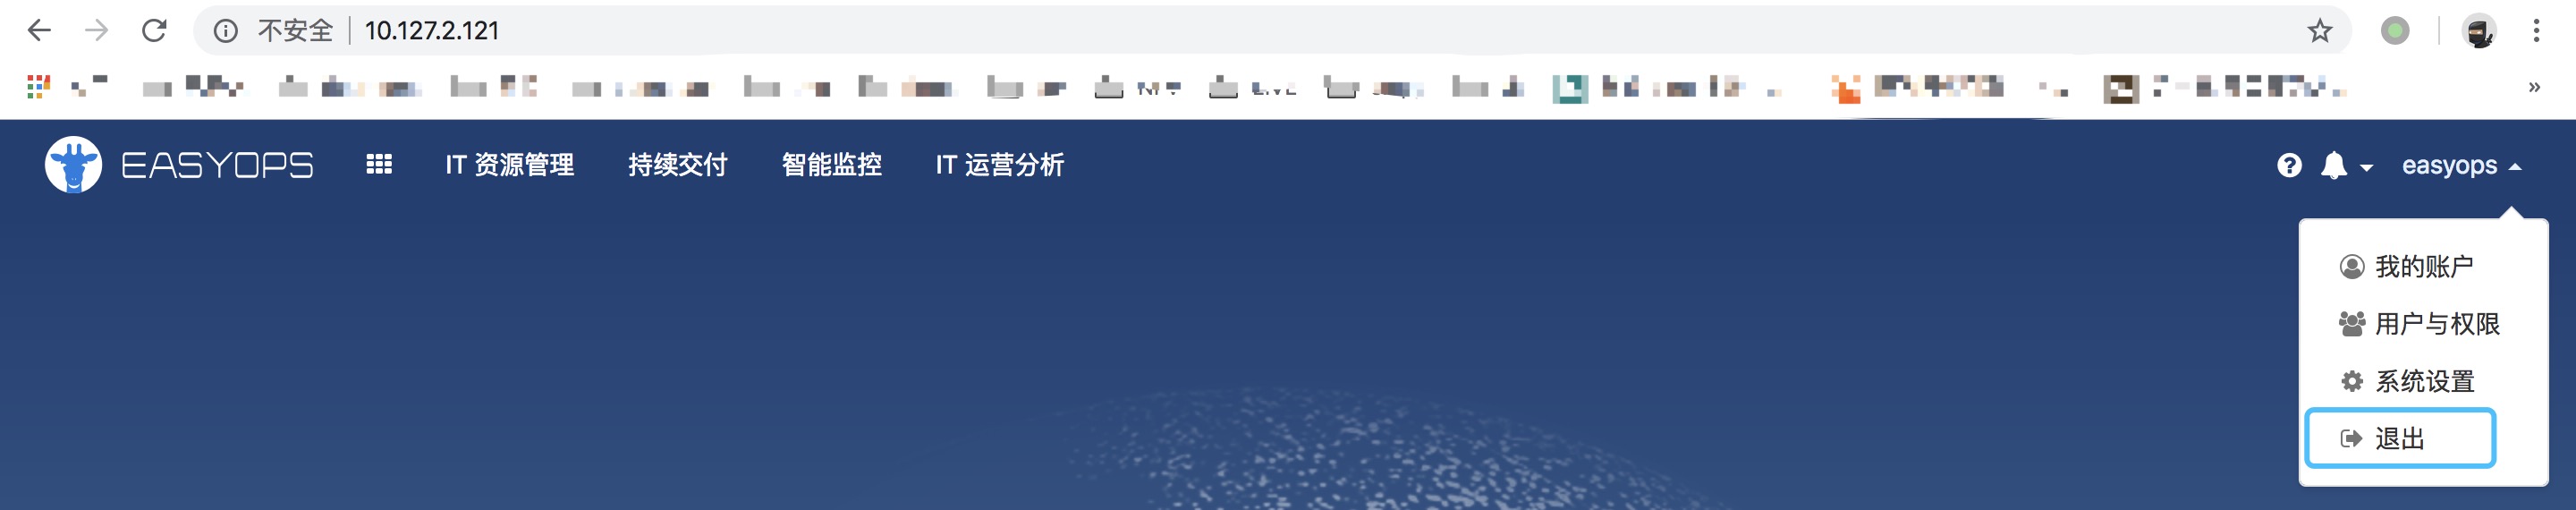 不安全 10.127.2.121
»
EASYOPS IT 资源管理 持续交付 智能监控 IT 运营分析 easyops
我的账户
用户与权限
系统设置
退出